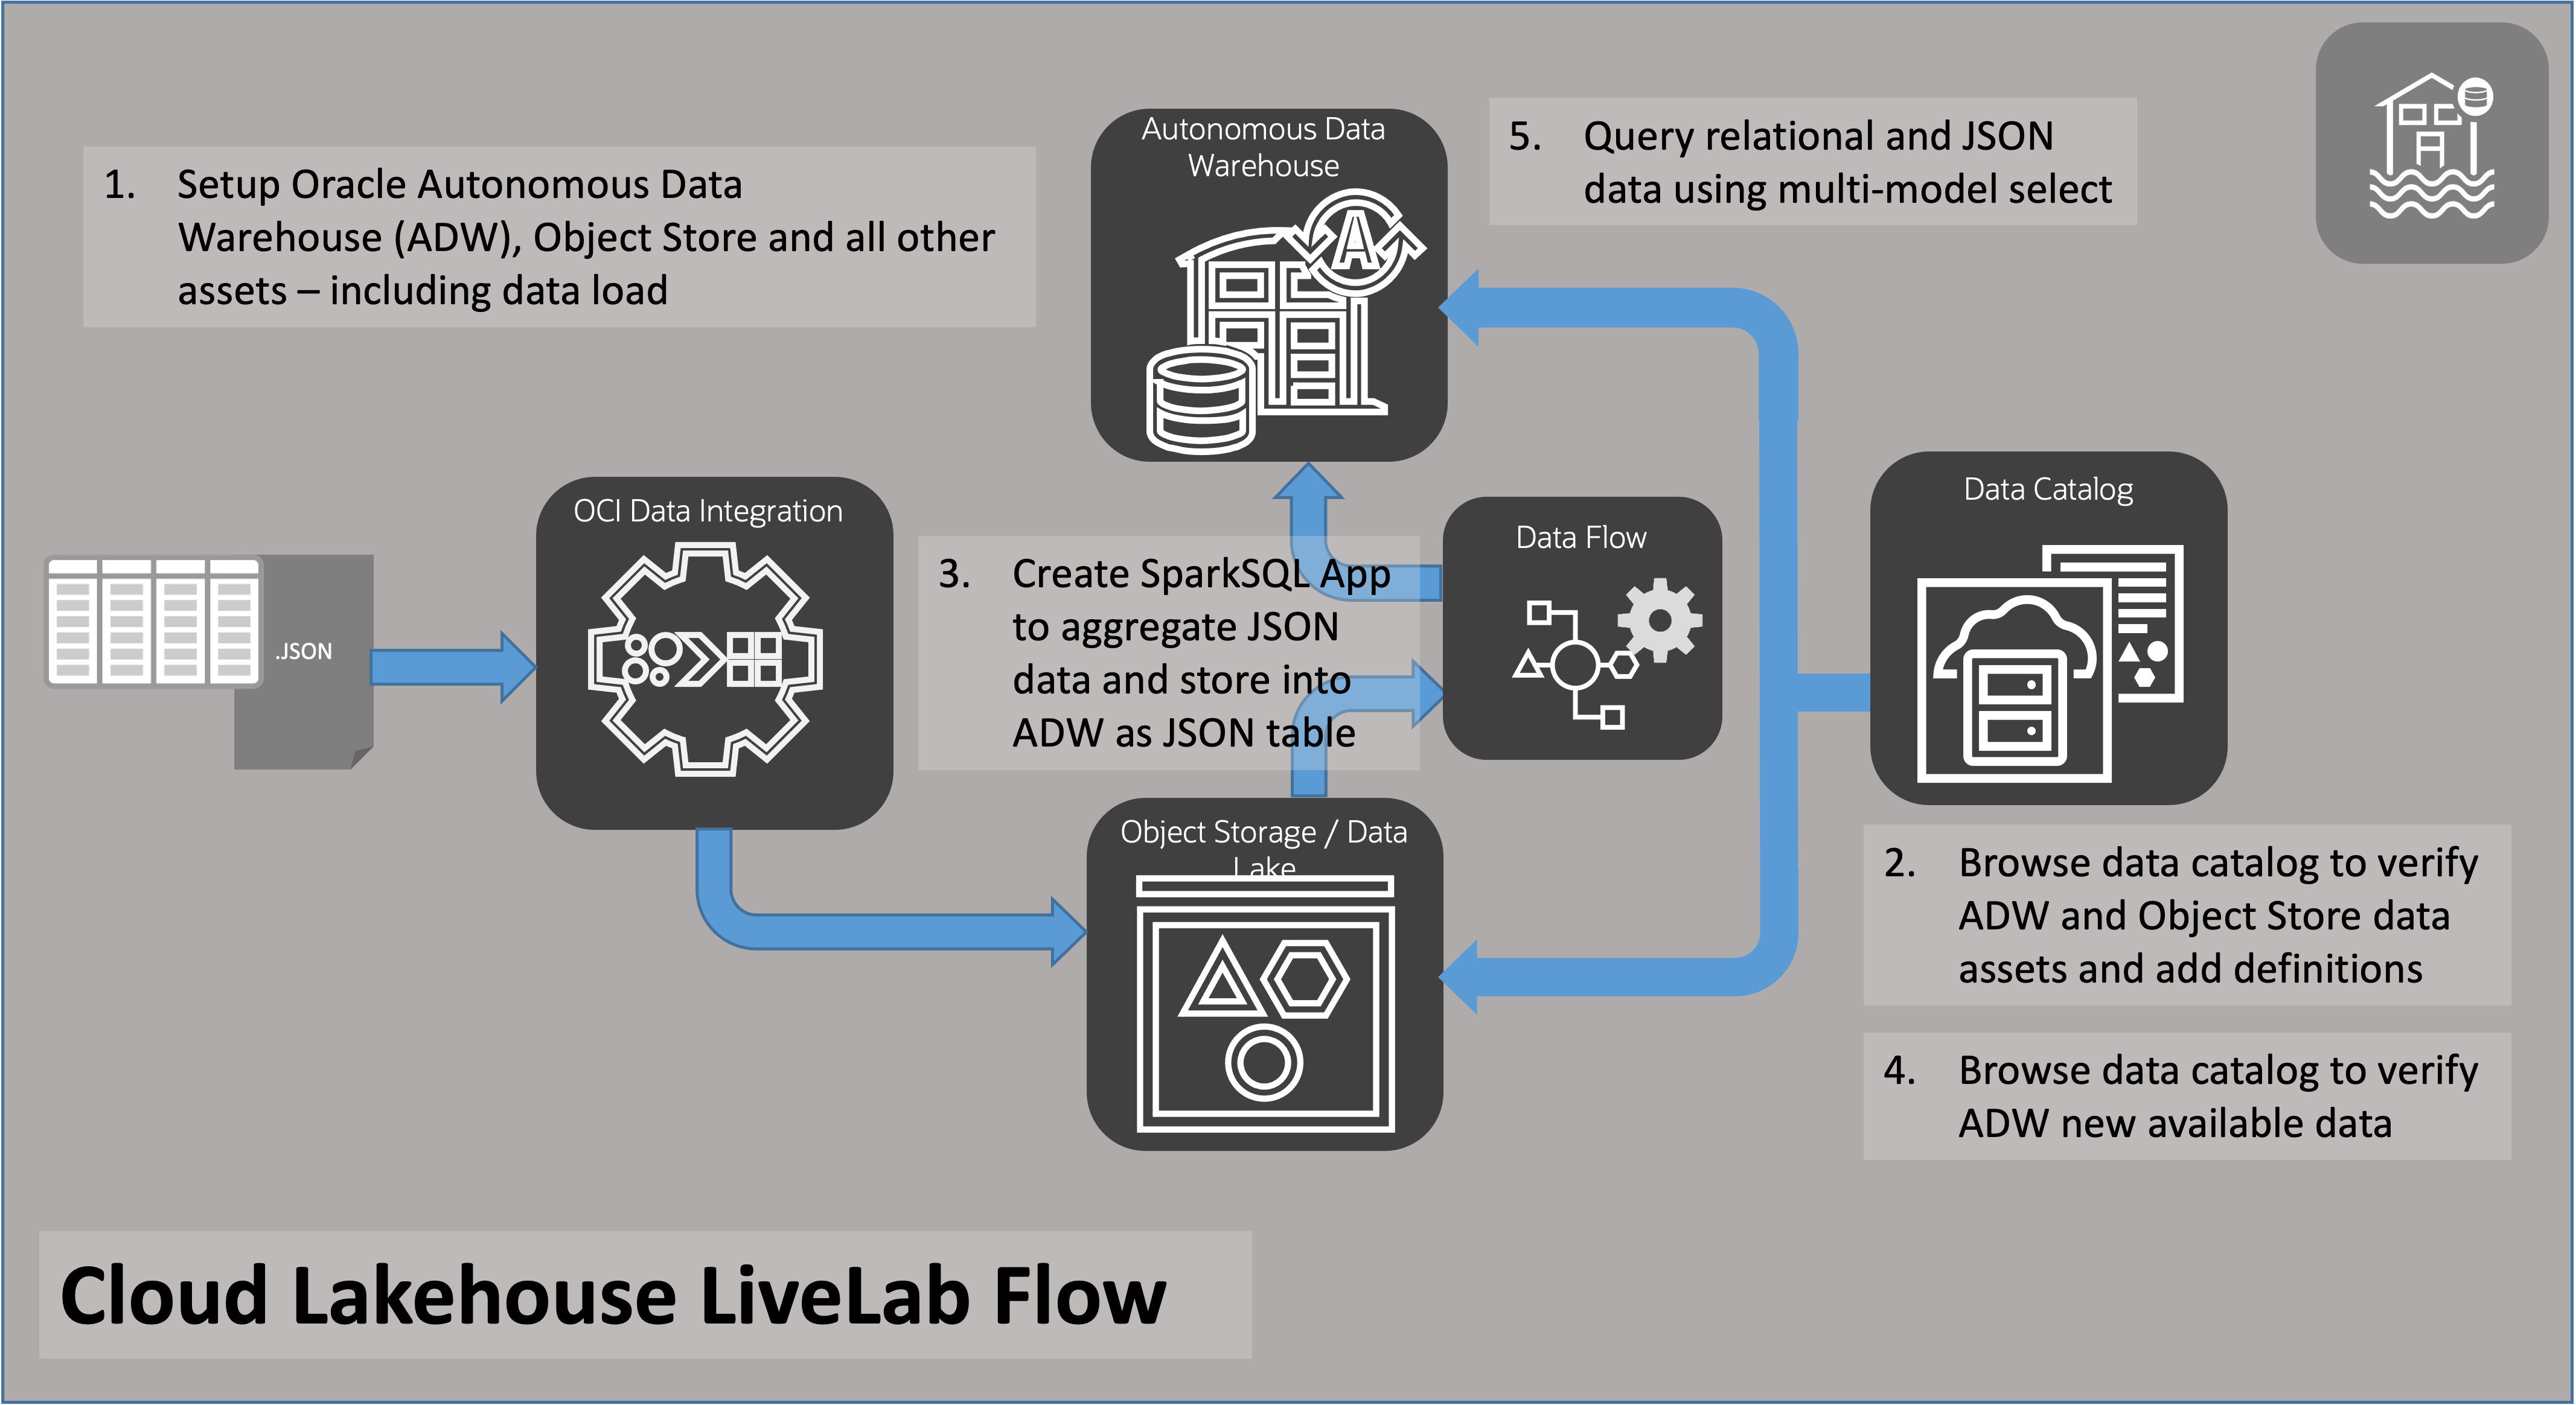 Autonomous Data
Warehouse
1. Setup Oracle Autonomous Data
Warehouse (ADW), Object Store and all other
assets – including data load
5. Query relational and JSON
data using multi-model select
OCI Data Integration
.JSON
3. Create SparkSQL App
to aggregate JSON
data and store into
ADW as JSON table
Data Flow
Data Catalog
Object Storage / Data
Lake
2. Browse data catalog to verify
ADW and Object Store data
assets and add definitions
4. Browse data catalog to verify
ADW new available data
Cloud Lakehouse LiveLab Flow